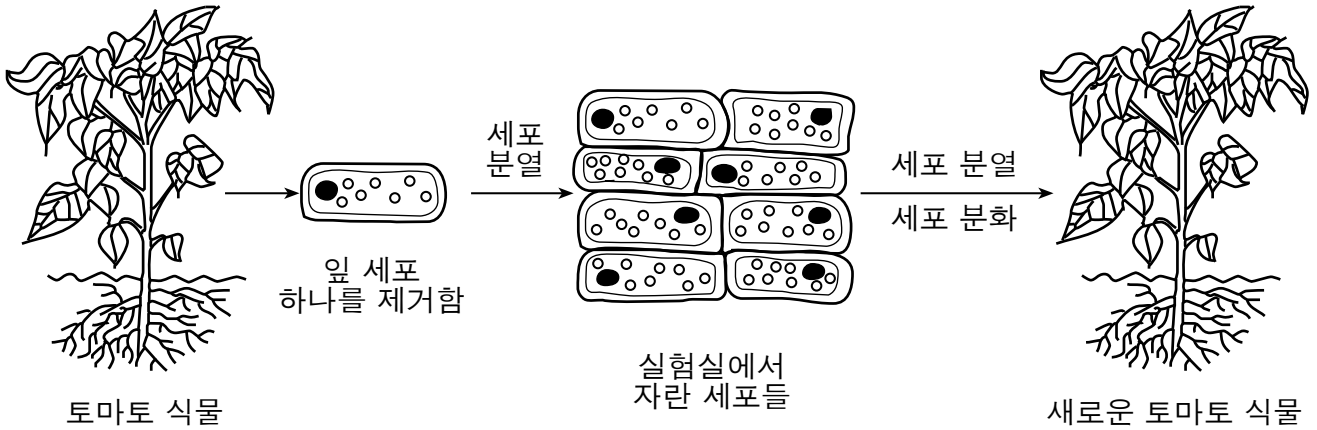 토마토 식물
잎 세포
하나를 제거함
세포
분열
실험실에서
자란 세포들
세포 분열
세포 분화
새로운 토마토 식물